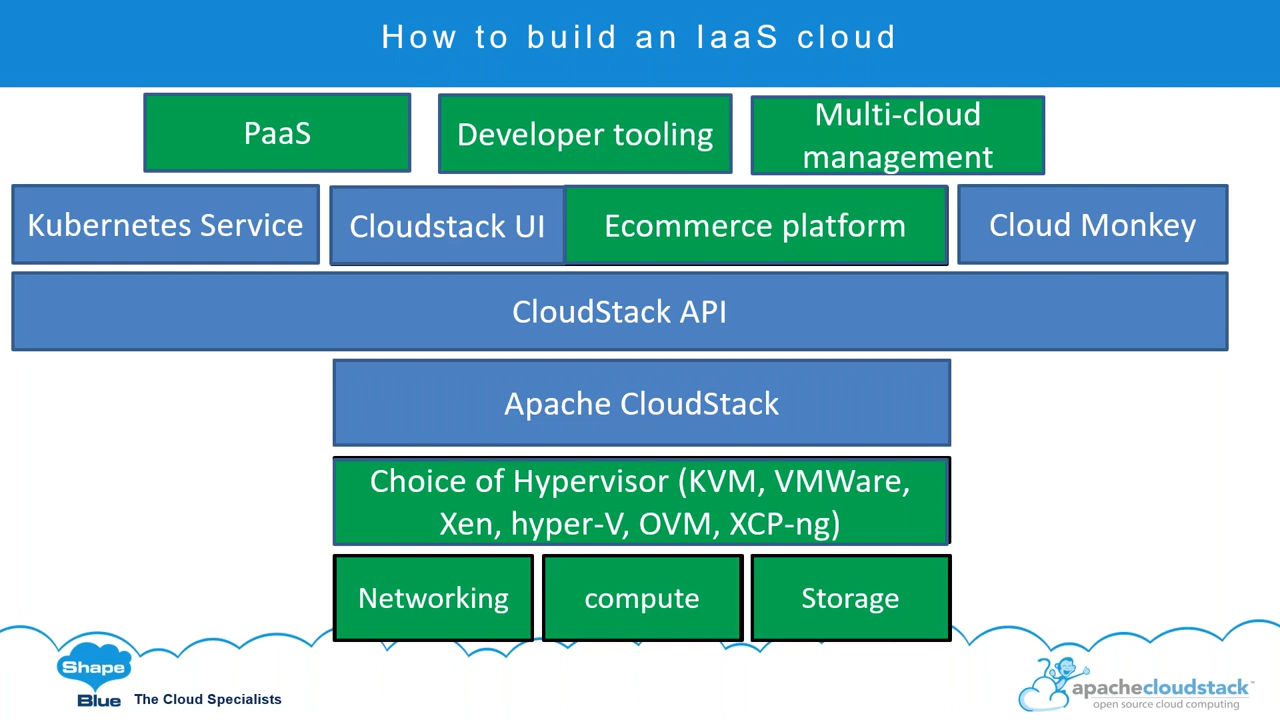 How to build an IaaS cloud
PaaS
Developer tooling
Multi-cloud
management
Kubernetes Service
Cloudstack UI
Ecommerce platform
Cloud Monkey
CloudStack API
Apache CloudStack
Choice of Hypervisor (KVM, VMWare,
Xen, hyper-V, OVM, XCP-ng)
Networking
compute
Storage
Shape
Blue
The Cloud Specialists
apachecloudstack™
open source cloud computing